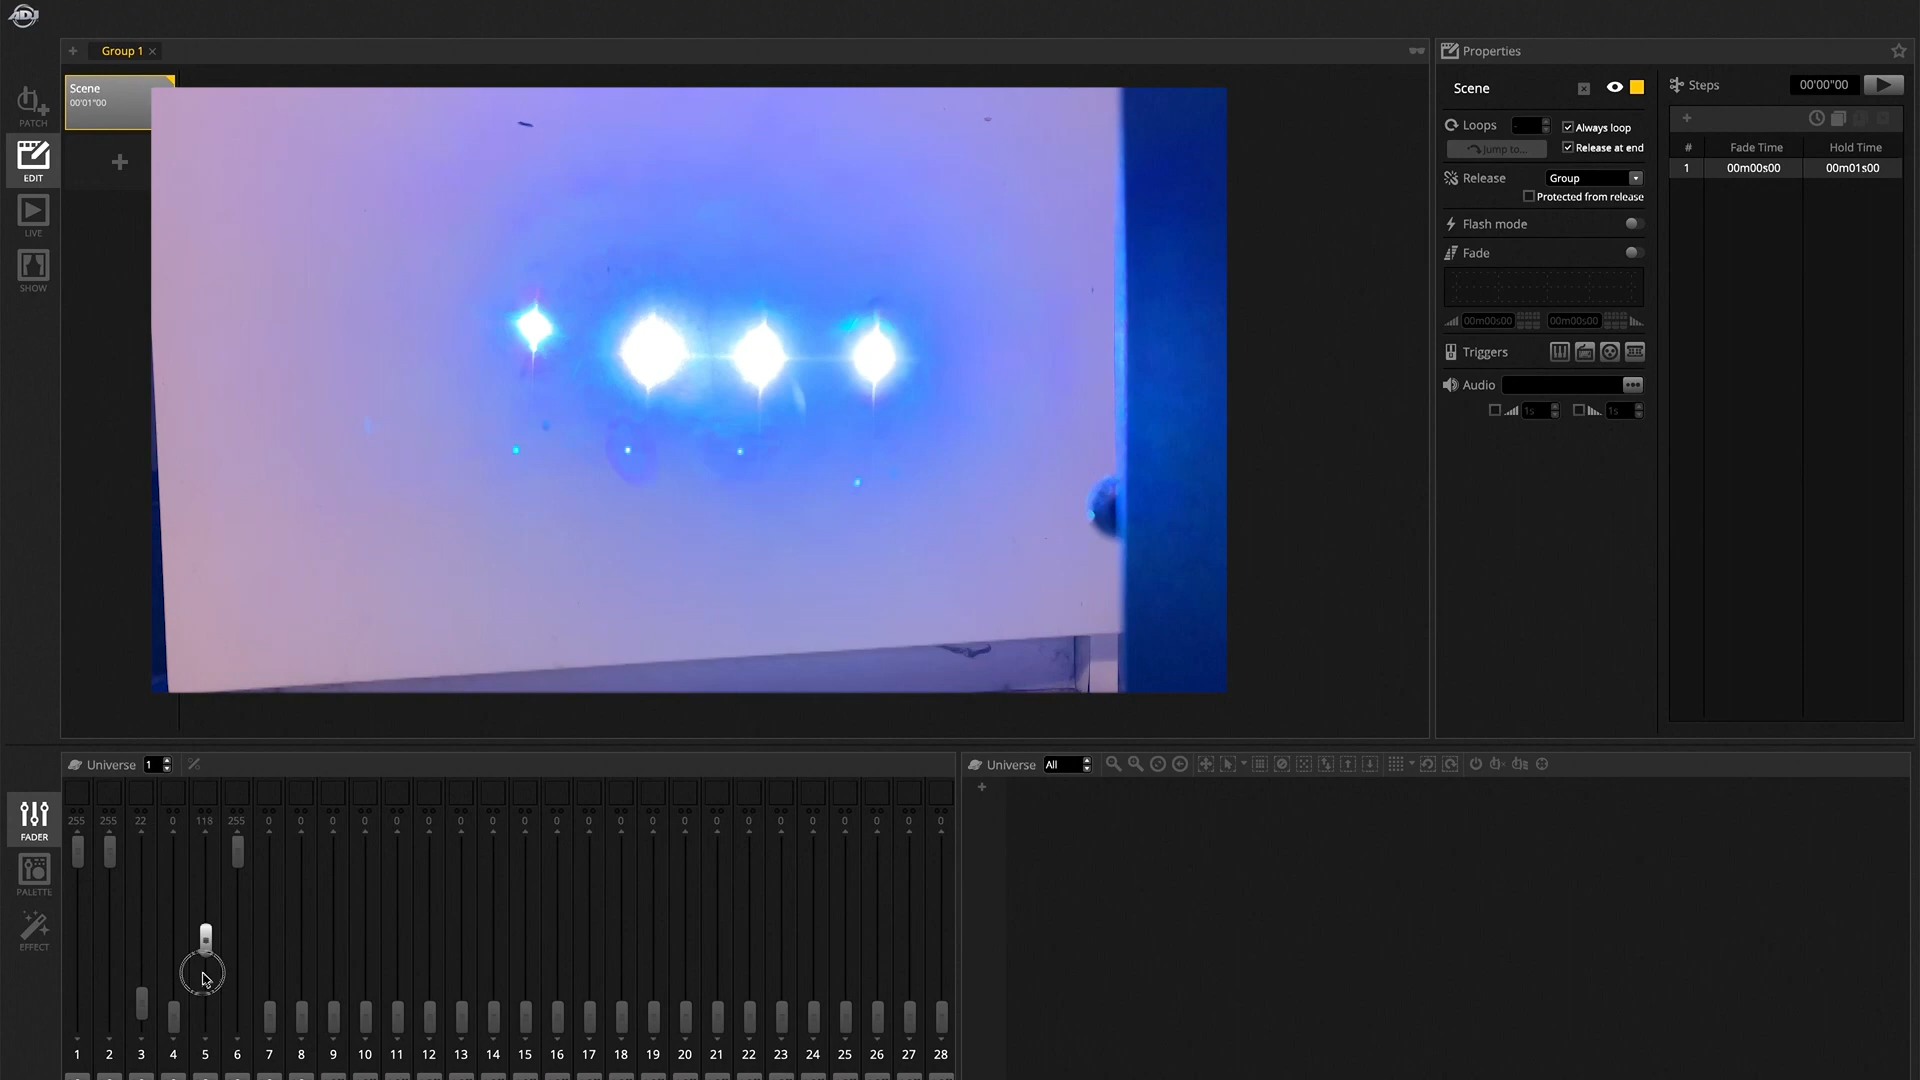 ADJ
Group 1
Properties
PATCH
EDIT
LIVE
SHOW
Scene
00'01"00
Scene
Loops
-
Always loop
Jump to...
Release at end
Release
Group
Protected from release
Flash mode
Fade
00m00s00
00m00s00
Triggers
Audio
1s
1s
Steps
00'00"00
# Fade Time Hold Time
1 00m00s00 00m01s00
FADER
PALETTE
EFFECT
Universe 1
255 255 22 0 118 255 0 0 0 0 0 0 0 0 0 0 0 0 0 0 0 0 0 0 0 0 0 0
1 2 3 4 5 6 7 8 9 10 11 12 13 14 15 16 17 18 19 20 21 22 23 24 25 26 27 28
Universe All